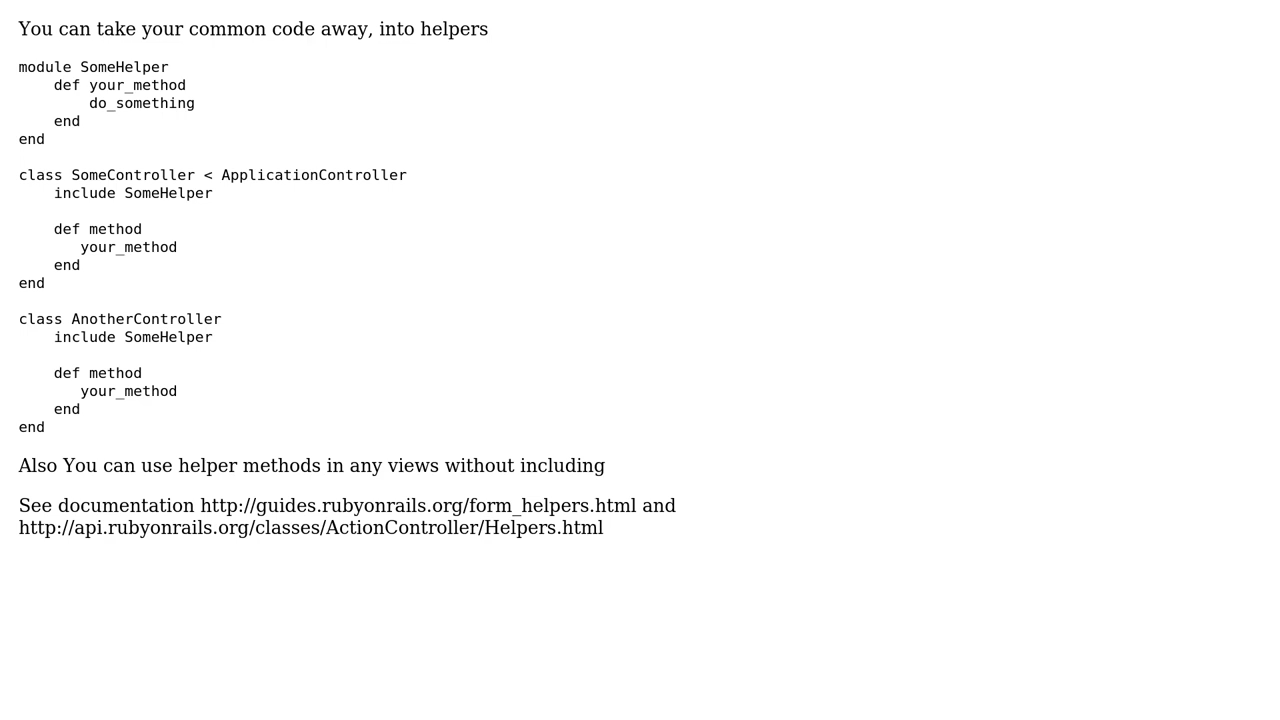 You can take your common code away, into helpers
module SomeHelper
    def your_method
        do_something
    end
end
class SomeController < ApplicationController
    include SomeHelper
    def method
       your_method
    end
end
class AnotherController
    include SomeHelper
    def method
       your_method
    end
end
Also You can use helper methods in any views without including
See documentation http://guides.rubyonrails.org/form_helpers.html and
http://api.rubyonrails.org/classes/ActionController/Helpers.html